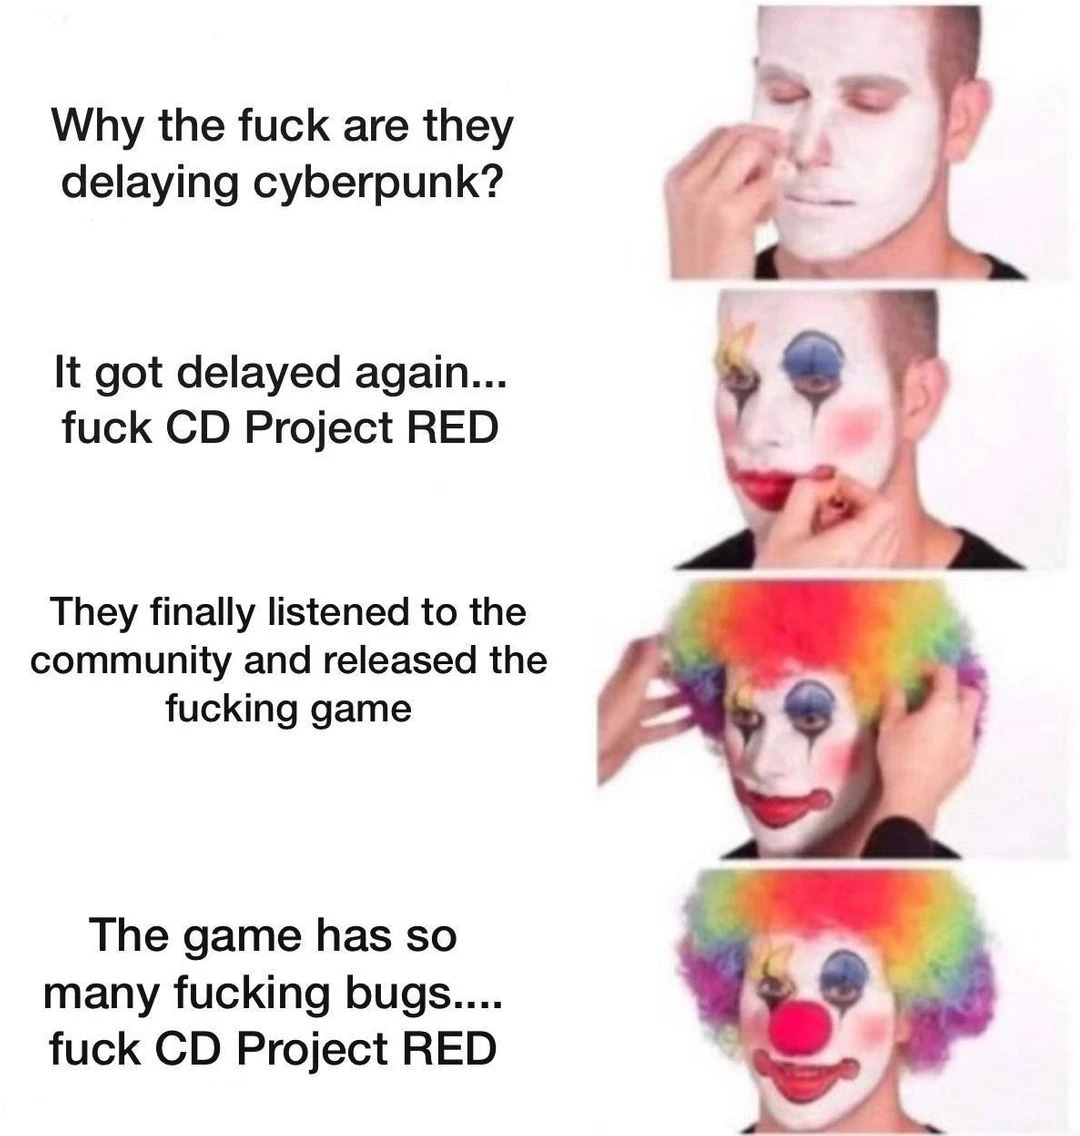 Why the fuck are they
delaying cyberpunk?
It got delayed again...
fuck CD Project RED
They finally listened to the
community and released the
fucking game
The game has so
many fucking bugs....
fuck CD Project RED